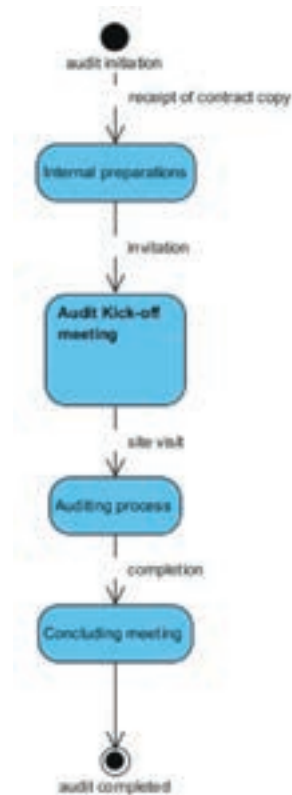 audit initiation
receipt of contract copy
Internal preparations
invitation
Audit Kick-off
meeting
site visit
Auditing process
completion
Concluding meeting
audit completed